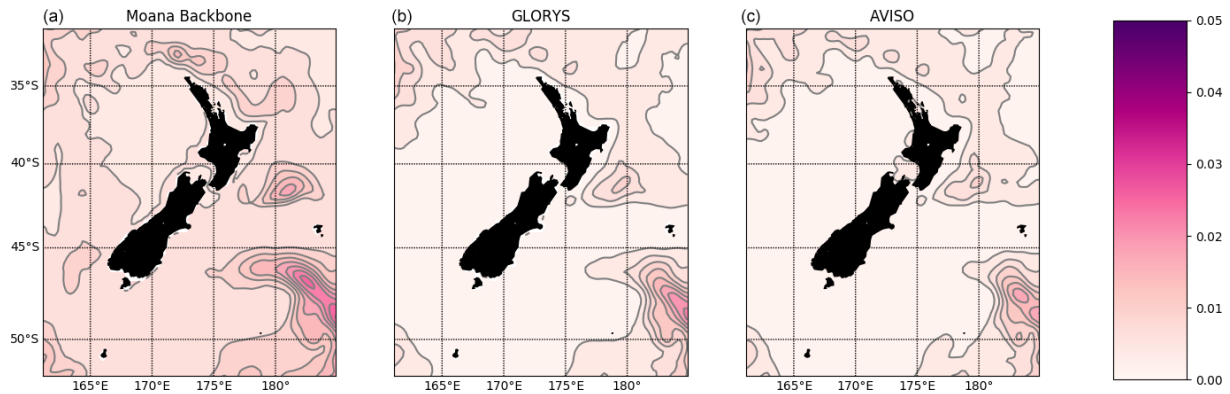 (a) Moana Backbone
(b) GLORYS
(c) AVISO
35°S
40°S
45°S
50°S
165°E 170°E 175°E 180°
165°E 170°E 175°E 180°
165°E 170°E 175°E 180°
0.05
0.04
0.03
0.02
0.01
0.00